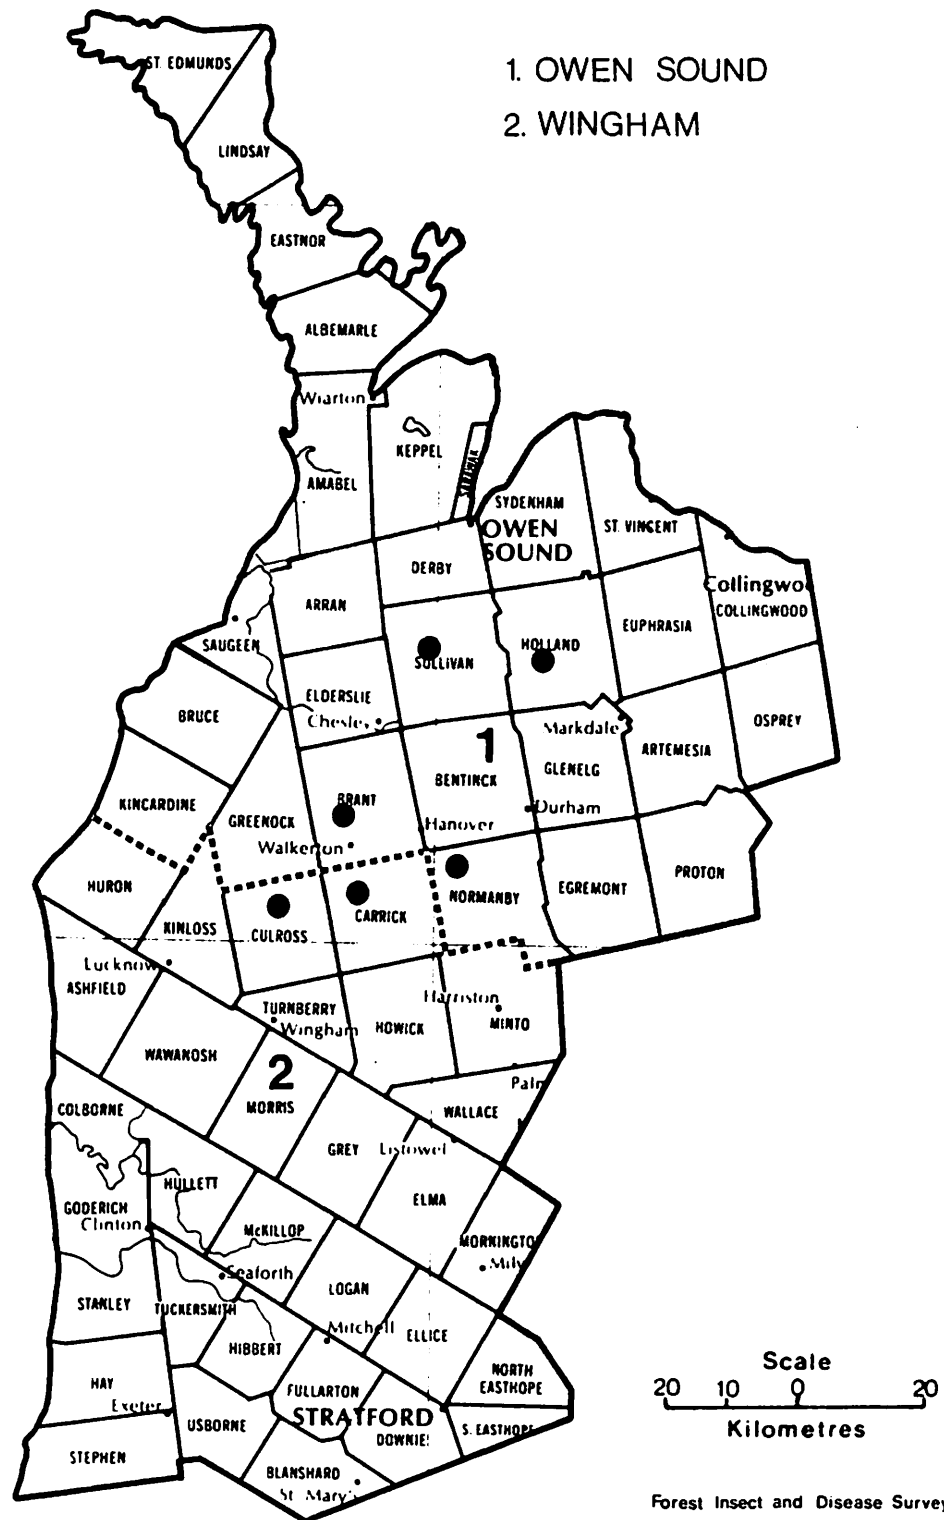 1. OWEN SOUND
2. WINGHAM
ST. EDMUNDS
LINDSAY
EASTNOR
ALBEMARLE
Wiarton
KEPPEL
SARAWAK
AMABEL
SYDENHAM
ST. VINCENT
OWEN
SOUND
DERBY
Collingwo
COLLINGWOOD
ARRAN
EUPHRASIA
SAUGEEN
HOLLAND
SULLIVAN
ELDERSLIE
Chesley
BRUCE
OSPREY
Markdale
1
ARTEMESIA
GLENELG
BENTINCK
KINCARDINE
BRANT
Durham
GREENOCK
Hanover
Walkerton
HURON
PROTON
EGREMONT
NORMANBY
CARRICK
KINLOSS
CULROSS
Lucknow
ASHFIELD
Harriston
TURNBERRY
Wingham
HOWICK
MINTO
WAWANOSH
2
Palm
MORRIS
COLBORNE
WALLACE
GREY
Listowel
HULLETT
ELMA
GODERICH
Clinton
McKILLOP
MORNINGTO
Milv
Seaforth
LOGAN
STANLEY
TUCKERSMITH
Mitchell
ELLICE
HIBBERT
NORTH
EASTHOPE
HAY
FULLARTON
Exeter
STRATFORD
USBORNE
DOWNIE
S. EASTHOPE
STEPHEN
BLANSHARD
St. Mary's
Scale
20 10 0 20
Kilometres
Forest Insect and Disease Survey